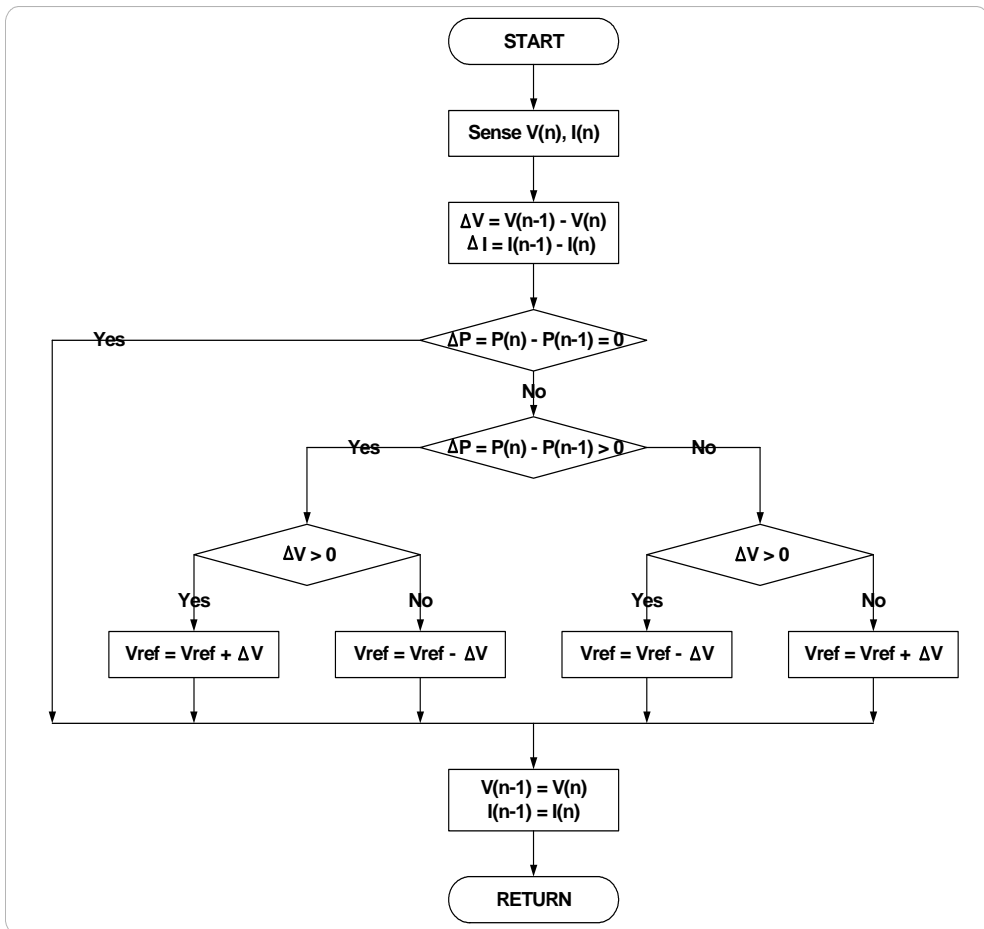 START
Sense V(n), I(n)
ΔV = V(n-1) - V(n)
Δ I = I(n-1) - I(n)
Yes
ΔP = P(n) - P(n-1) = 0
No
Yes
ΔP = P(n) - P(n-1) > 0
No
ΔV > 0
ΔV > 0
Yes
No
Yes
No
Vref = Vref + ΔV
Vref = Vref - ΔV
Vref = Vref - ΔV
Vref = Vref + ΔV
V(n-1) = V(n)
I(n-1) = I(n)
RETURN